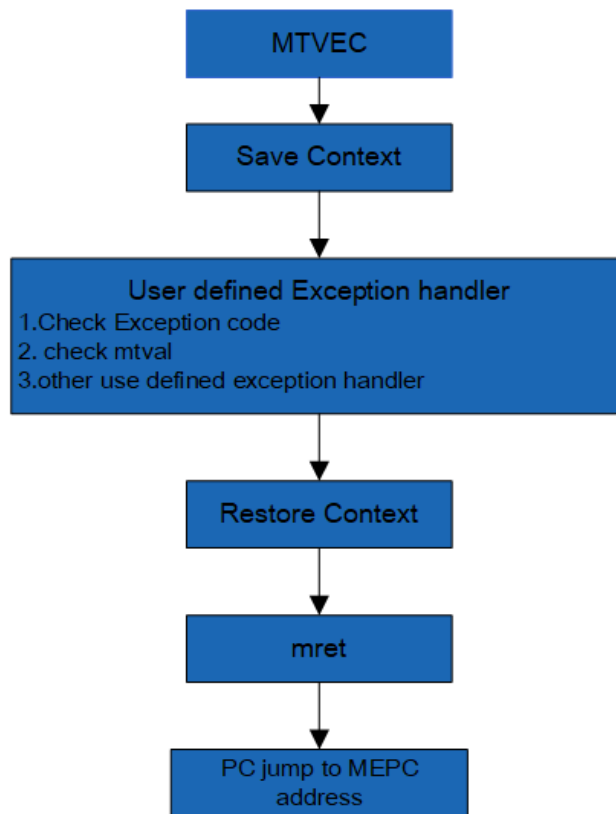 MTVEC
Save Context
User defined Exception handler
1.Check Exception code
2. check mtval
3.other use defined exception handler
Restore Context
mret
PC jump to MEPC
address